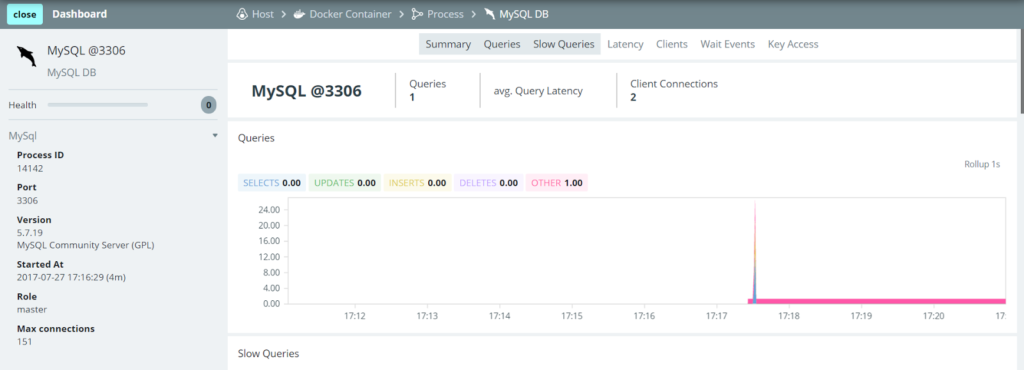 close Dashboard Host Docker Container Process MySQL DB
MySQL @3306
MySQL DB
Health 0
MySql
Process ID
14142
Port
3306
Version
5.7.19
MySQL Community Server (GPL)
Started At
2017-07-27 17:16:29 (4m)
Role
master
Max connections
151
Summary Queries Slow Queries Latency Clients Wait Events Key Access
MySQL @3306
Queries
1
avg. Query Latency
Client Connections
2
Queries
Rollup 1s
SELECTS 0.00 UPDATES 0.00 INSERTS 0.00 DELETES 0.00 OTHER 1.00
24.00
20.00
16.00
12.00
8.00
4.00
0.00
17:12 17:13 17:14 17:15 17:16 17:17 17:18 17:19 17:20 17:
Slow Queries